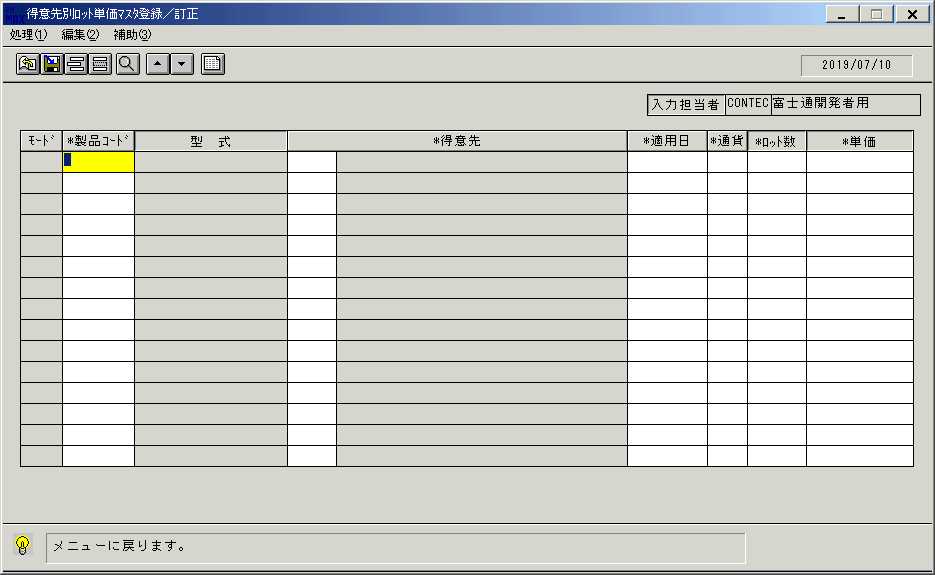 得意先別ﾛｯﾄ単価ﾏｽﾀ登録／訂正
処理(1) 編集(2) 補助(3)
2019/07/10
入力担当者 CONTEC 富士通開発者用
ﾓｰﾄﾞ *製品ｺｰﾄﾞ 型　式 *得意先 *適用日 *通貨 *ﾛｯﾄ数 *単価
メニューに戻ります。